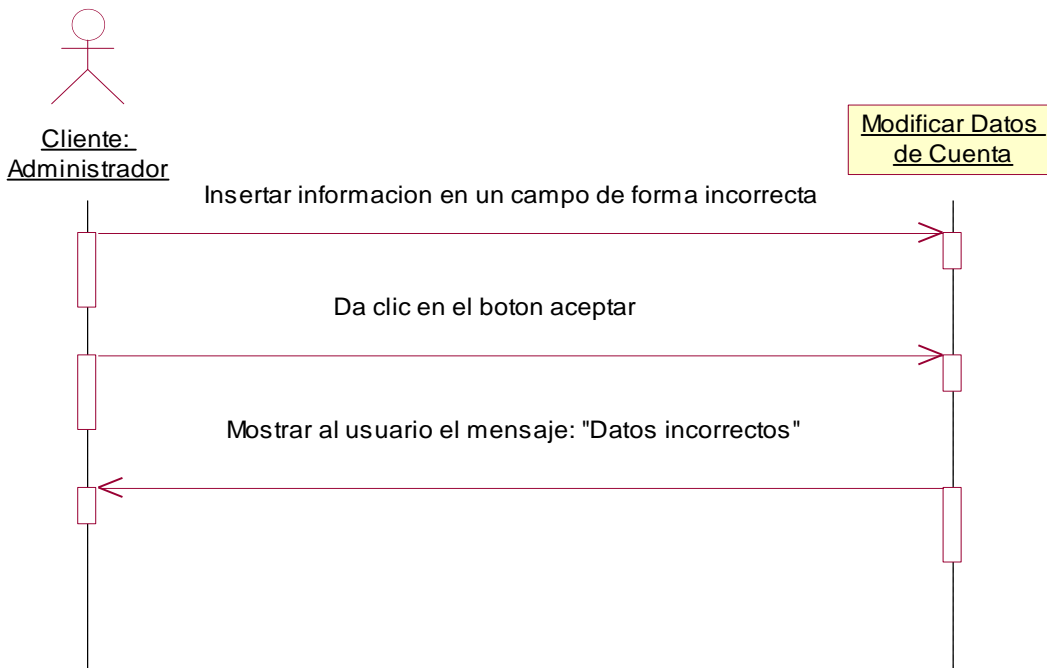 Cliente:
Administrador
Modificar Datos
de Cuenta
Insertar informacion en un campo de forma incorrecta
Da clic en el boton aceptar
Mostrar al usuario el mensaje: "Datos incorrectos"